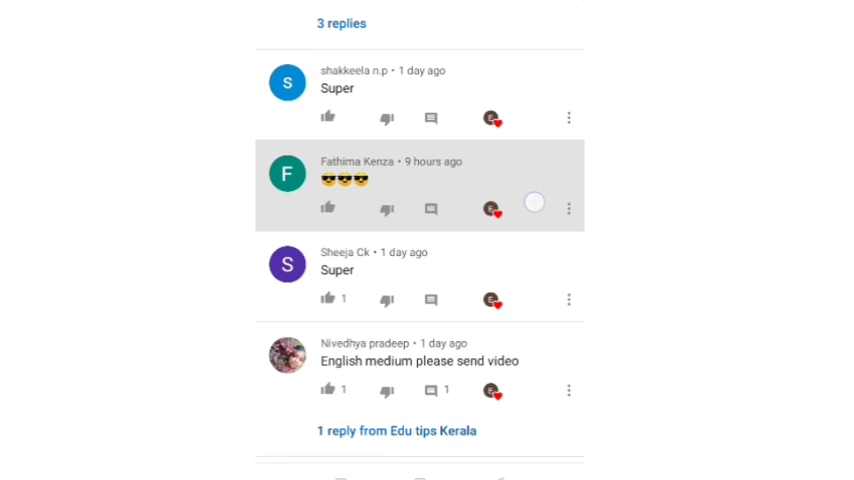 3 replies
shakkeela n.p • 1 day ago
S
Super
E
Fathima Kenza • 9 hours ago
F
😎😎😎
E
Sheeja Ck • 1 day ago
S
Super
1
E
Nivedhya pradeep • 1 day ago
English medium please send video
1 1
E
1 reply from Edu tips Kerala